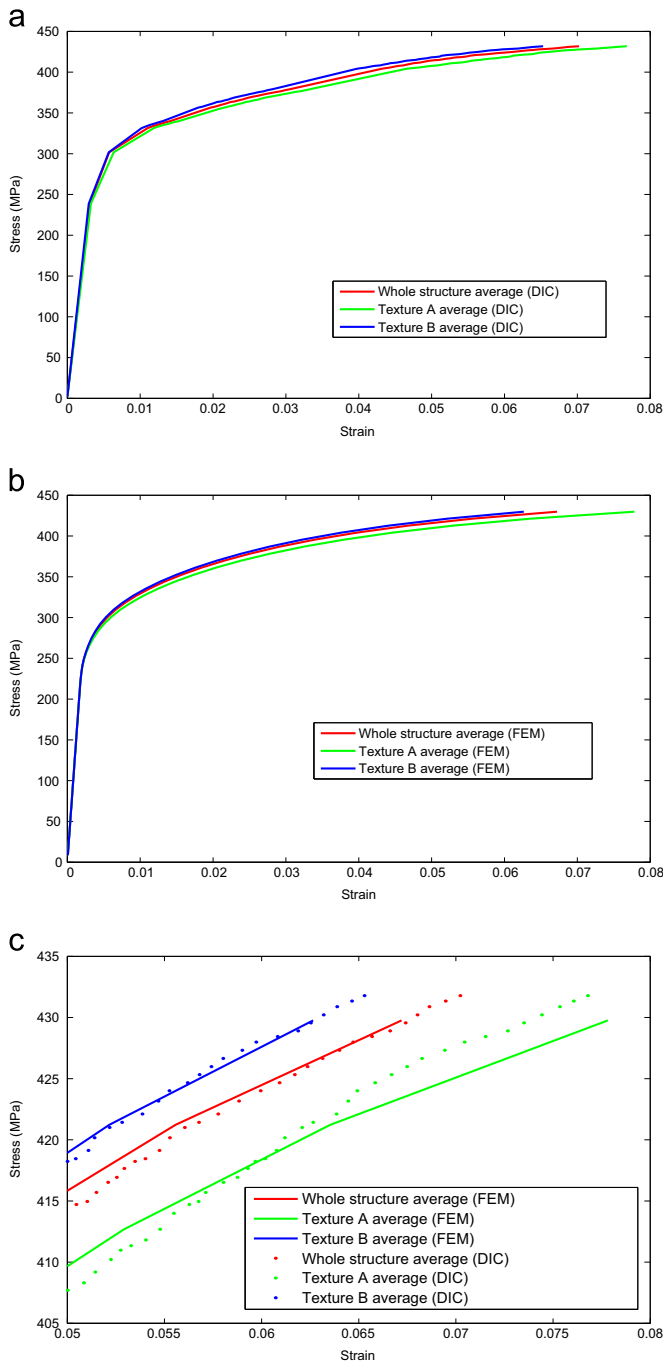 a
450
400
350
300
250
200
150
100
50
0
Stress (MPa)
Whole structure average (DIC)
Texture A average (DIC)
Texture B average (DIC)
0 0.01 0.02 0.03 0.04 0.05 0.06 0.07 0.08
Strain
b
450
400
350
300
250
200
150
100
50
0
Stress (MPa)
Whole structure average (FEM)
Texture A average (FEM)
Texture B average (FEM)
0 0.01 0.02 0.03 0.04 0.05 0.06 0.07 0.08
Strain
c
435
430
425
420
415
410
405
Stress (MPa)
Whole structure average (FEM)
Texture A average (FEM)
Texture B average (FEM)
Whole structure average (DIC)
Texture A average (DIC)
Texture B average (DIC)
0.05 0.055 0.06 0.065 0.07 0.075 0.08
Strain